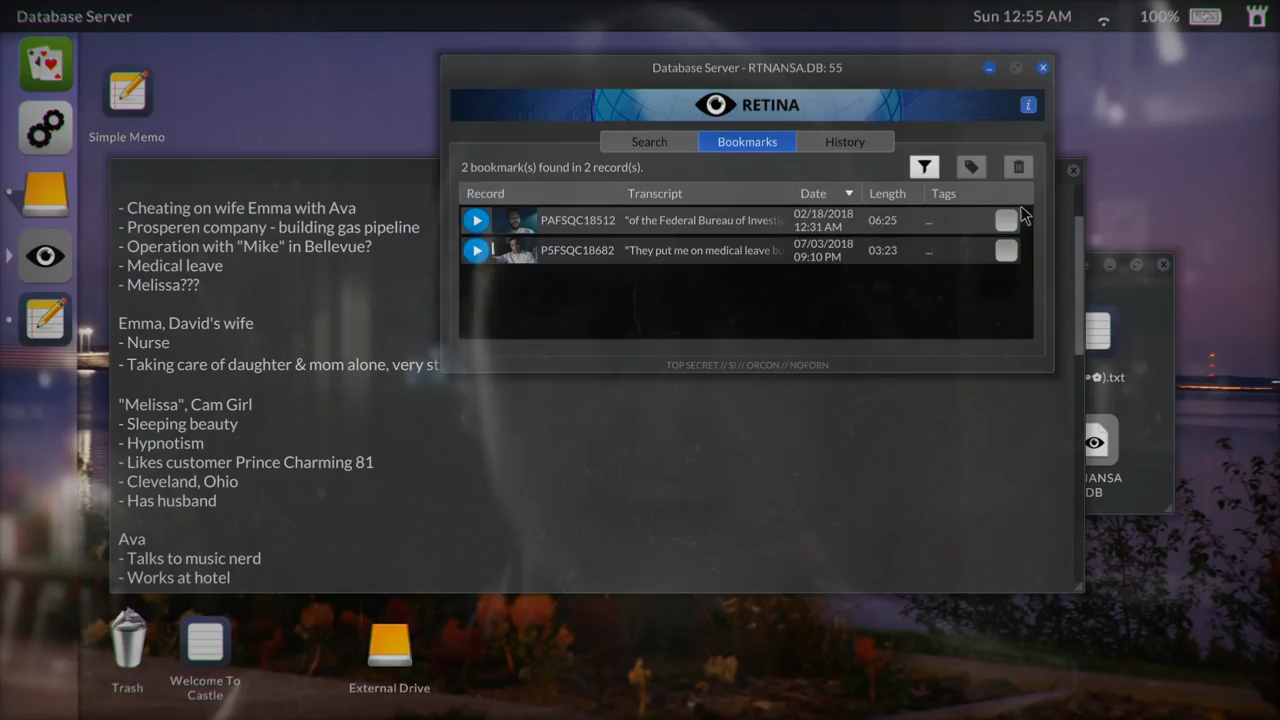 Database Server
Sun 12:55 AM
100%
Simple Memo
Database Server - RTNANSA.DB: 55
RETINA
i
Search
Bookmarks
History
2 bookmark(s) found in 2 record(s).
Record
Transcript
Date
Length
Tags
PAFSQC18512
"of the Federal Bureau of Investi
02/18/2018
12:31 AM
06:25
...
P5FSQC18682
"They put me on medical leave bu
07/03/2018
09:10 PM
03:23
...
TOP SECRET // SI // ORCON // NOFORN
- Cheating on wife Emma with Ava
- Prosperen company - building gas pipeline
- Operation with "Mike" in Bellevue?
- Medical leave
- Melissa???
Emma, David's wife
- Nurse
- Taking care of daughter & mom alone, very st
"Melissa", Cam Girl
- Sleeping beauty
- Hypnotism
- Likes customer Prince Charming 81
- Cleveland, Ohio
- Has husband
Ava
- Talks to music nerd
- Works at hotel
).txt
ANSA
DB
Trash
Welcome To
Castle
External Drive